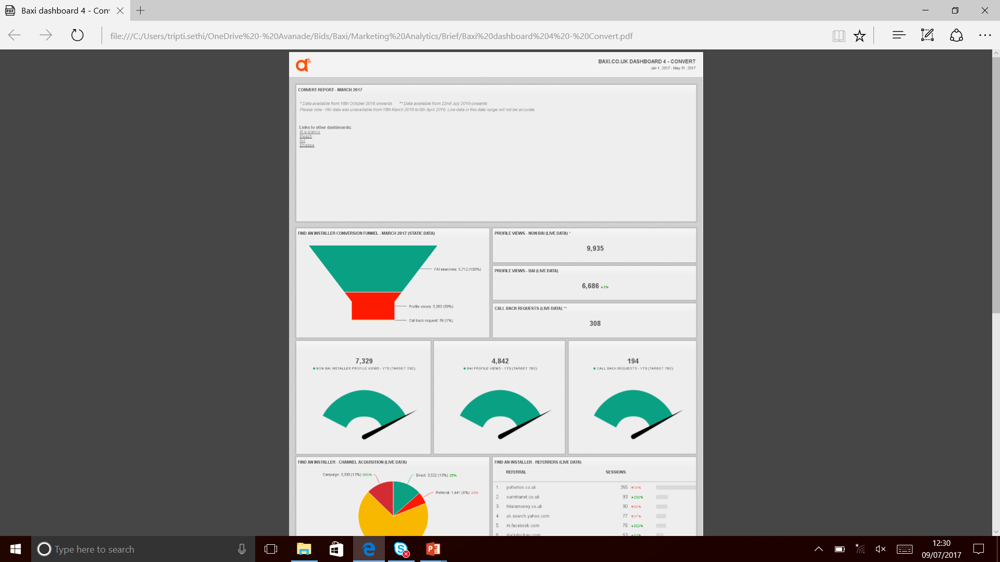 Baxi dashboard 4 - Conv
file:///C:/Users/tripti.sethi/OneDrive%20-%20Avanade/Bids/Baxi/Marketing%20Analytics/Brief/Baxi%20dashboard%204%20-%20Convert.pdf
BAXI.CO.UK DASHBOARD 4 - CONVERT
Jan 1, 2017 - May 31, 2017
CONVERT REPORT - MARCH 2017
* Data available from 18th October 2016 onwards ** Data available from 22nd July 2016 onwards
Please note - FAI data was unavailable from 18th March 2016 to 6th April 2016. Live data in this date range will not be accurate.
Links to other dashboards:
At a glance
Reach
Act
Engage
FIND AN INSTALLER CONVERSION FUNNEL - MARCH 2017 (STATIC DATA)
FAI searches: 5,712 (100%)
Profile views: 3,383 (59%)
Call back request: 56 (1%)
PROFILE VIEWS - NON BAI (LIVE DATA) *
9,935
PROFILE VIEWS - BAI (LIVE DATA)
6,686 ▲3%
CALL BACK REQUESTS (LIVE DATA) **
308
7,329
NON BAI INSTALLER PROFILE VIEWS - YTD (TARGET TBC)
4,842
BAI PROFILE VIEWS - YTD (TARGET TBC)
194
CALL BACK REQUESTS - YTD (TARGET TBC)
FIND AN INSTALLER - CHANNEL ACQUISITION (LIVE DATA)
Campaign: 3,330 (13%) 601%
Direct: 3,522 (13%) 25%
Referral: 1,441 (6%) 22%
FIND AN INSTALLER - REFERRERS (LIVE DATA)
REFERRAL SESSIONS
1. potterton.co.uk 355 ▼33%
2. ourintranet.co.uk 93 ▲232%
3. thisismoney.co.uk 90 ▼60%
4. uk.search.yahoo.com 77 ▼27%
5. m.facebook.com 76 ▲322%
6. duckduckgo.com 53 ▲51%
Type here to search
12:30
09/07/2017